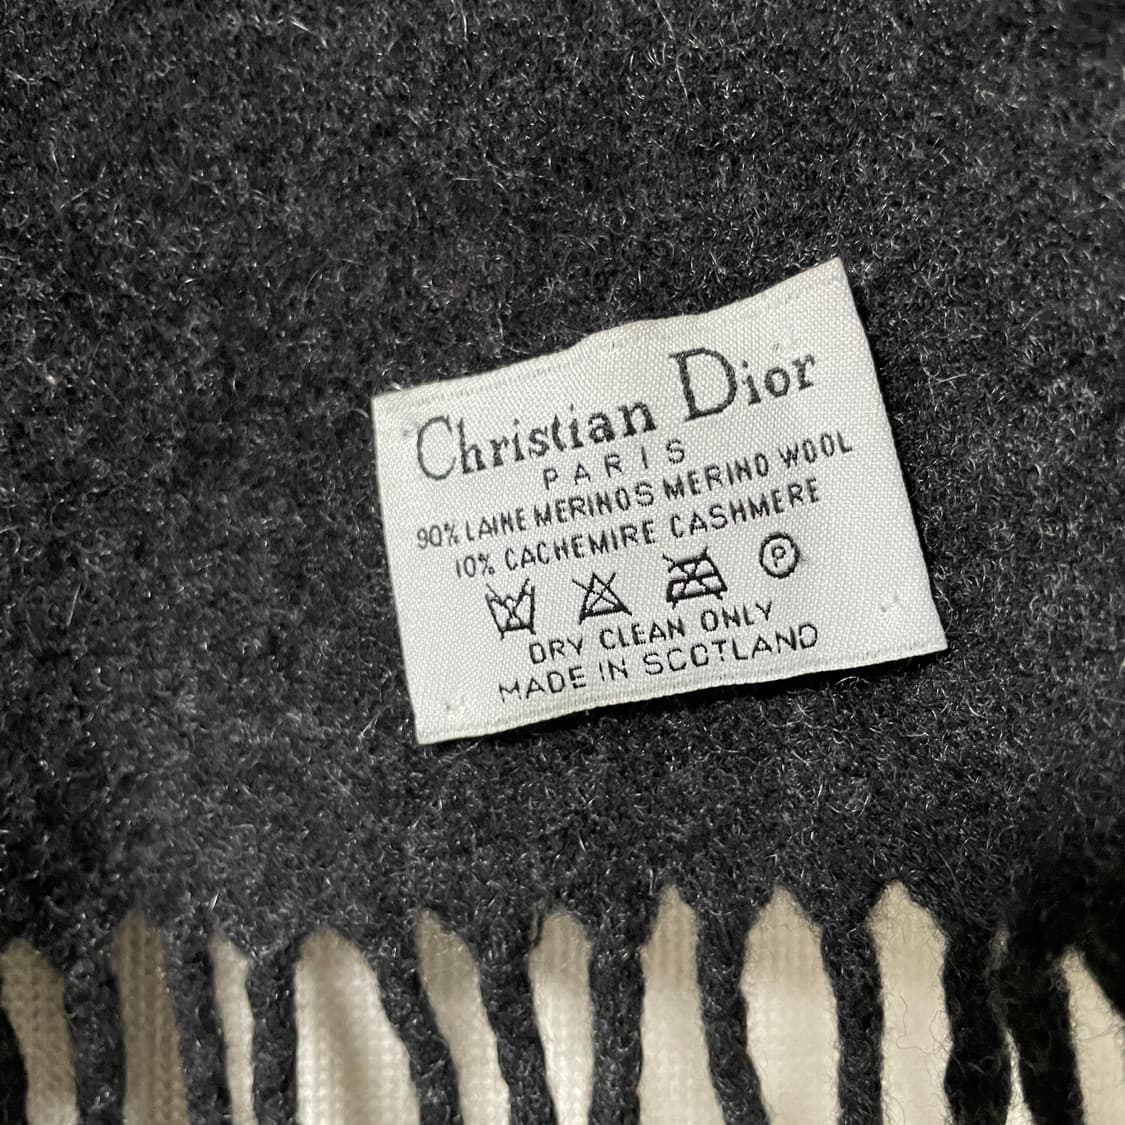 Christian Dior
PARIS
90% LAINE MERINOS MERINO WOOL
10% CACHEMIRE CASHMERE
P
DRY CLEAN ONLY
MADE IN SCOTLAND